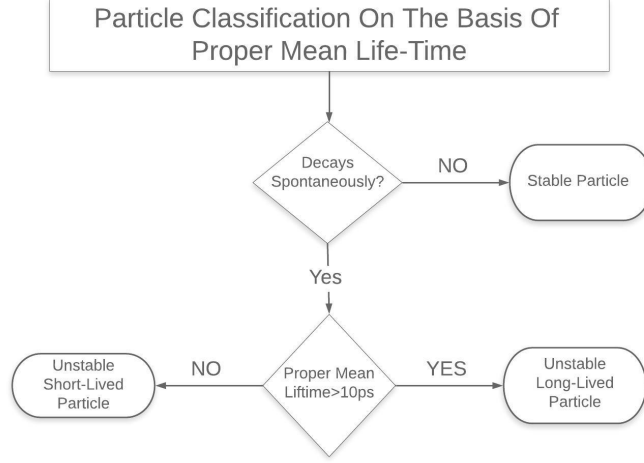 Particle Classification On The Basis Of
Proper Mean Life-Time
Decays
Spontaneously?
NO
Stable Particle
Yes
Unstable
Short-Lived
Particle
NO
Proper Mean
Liftime>10ps
YES
Unstable
Long-Lived
Particle